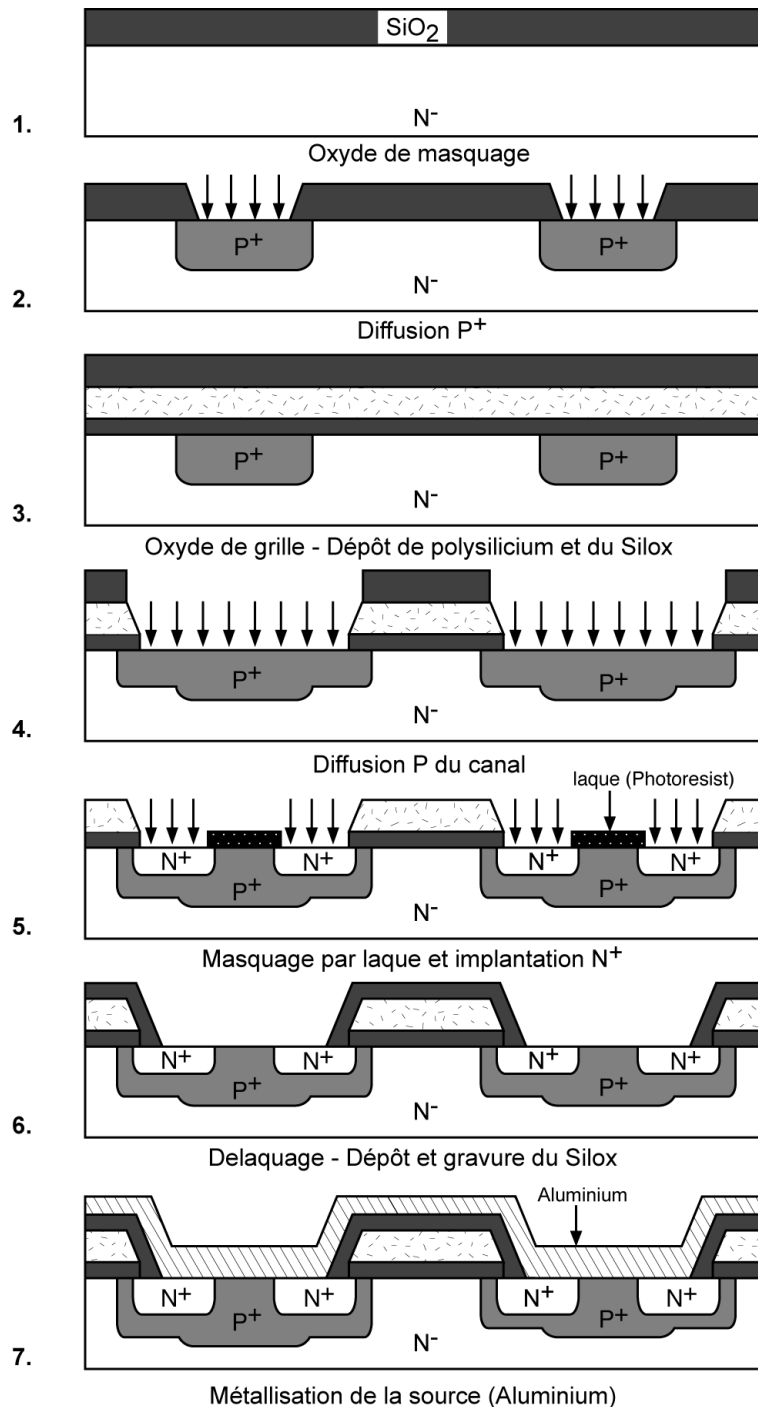 SiO2
N-
1.
Oxyde de masquage
P+ P+
N-
2.
Diffusion P+
P+ P+
N-
3.
Oxyde de grille - Dépôt de polysilicium et du Silox
P+ P+
N-
4.
Diffusion P du canal
laque (Photoresist)
N+ N+ N+ N+
P+ P+
N-
5.
Masquage par laque et implantation N+
N+ N+ N+ N+
P+ P+
N-
6.
Delaquage - Dépôt et gravure du Silox
Aluminium
N+ N+ N+ N+
P+ P+
N-
7.
Métallisation de la source (Aluminium)